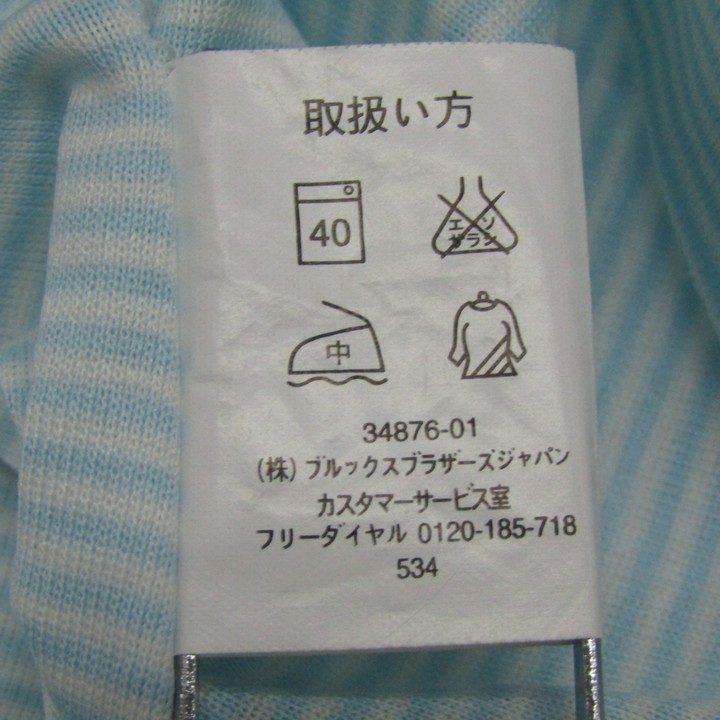 取扱い方
40
エンソ
サラシ
中
34876-01
(株)ブルックスブラザーズジャパン
カスタマーサービス室
フリーダイヤル 0120-185-718
534